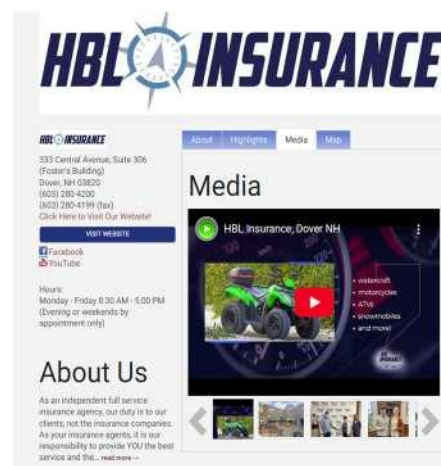 HBL INSURANCE
HBL INSURANCE
333 Central Avenue, Suite 306
(Foster's Building)
Dover, NH 03820
(603) 280-4200
(603) 280-4199 (fax)
Click Here to Visit Our Website!
VISIT WEBSITE
Facebook
YouTube
Hours:
Monday - Friday 8:30 AM - 5:00 PM
(Evening or weekends by
appointment only)
About Us
As an independent full service
insurance agency, our duty is to our
clients, not the insurance companies.
As your insurance agents, it is our
responsibility to provide YOU the best
service and the... read more →
About Highlights Media Map
Media
HBL Insurance, Dover NH
• watercraft
• motorcycles
• ATVs
• snowmobiles
• and more!
HBL INSURANCE